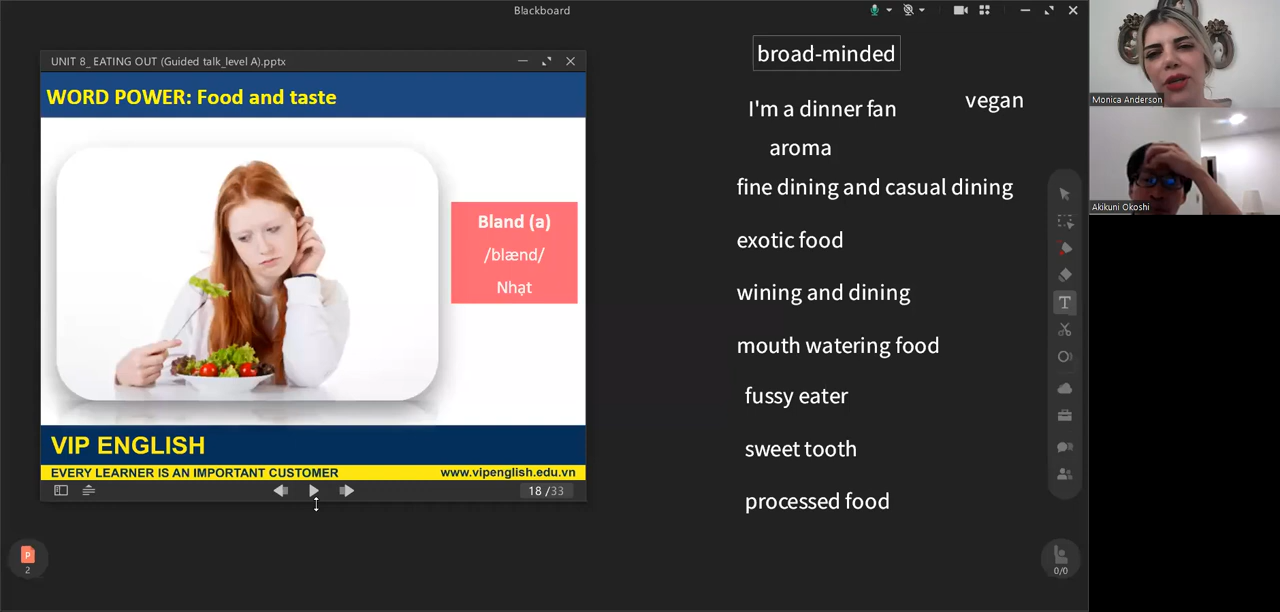 Blackboard
UNIT 8_ EATING OUT (Guided talk_level A).pptx
WORD POWER: Food and taste
Bland (a)
/blænd/
Nhạt
VIP ENGLISH
EVERY LEARNER IS AN IMPORTANT CUSTOMER
www.vipenglish.edu.vn
18 /33
broad-minded
I'm a dinner fan
vegan
aroma
fine dining and casual dining
exotic food
wining and dining
mouth watering food
fussy eater
sweet tooth
processed food
Monica Anderson
Akikuni Okoshi
T
P
2
0/0